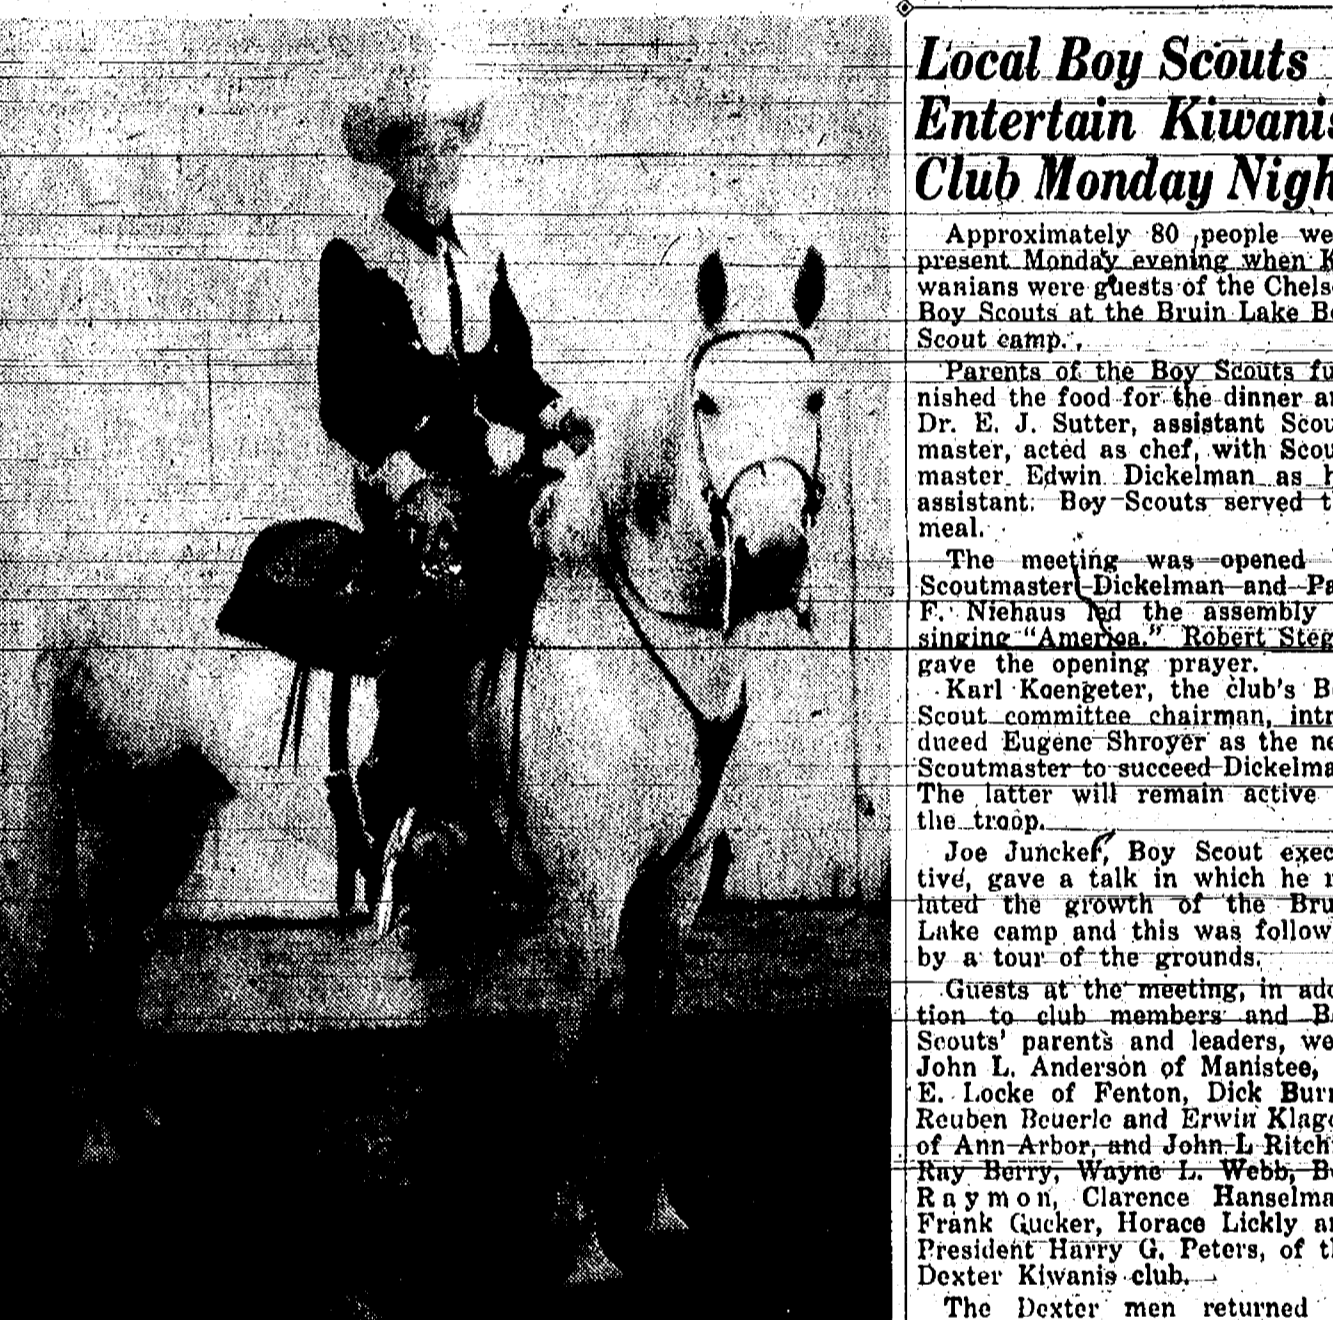 Local Boy Scouts
Entertain Kiwanis
Club Monday Nigh
Approximately 80 people we
present Monday evening when K
wanians were guests of the Chels
Boy Scouts at the Bruin Lake Bo
Scout camp.
Parents of the Boy Scouts fu
nished the food for the dinner an
Dr. E. J. Sutter, assistant Scou
master, acted as chef, with Scou
master Edwin Dickelman as h
assistant. Boy Scouts served t
meal.
The meeting was opened
Scoutmaster Dickelman and Pa
F. Niehaus led the assembly
singing "America." Robert Steg
gave the opening prayer.
Karl Koengeter, the club's B
Scout committee chairman, intr
duced Eugene Shroyer as the ne
Scoutmaster to succeed Dickelma
The latter will remain active
the troop.
Joe Juncker, Boy Scout exec
tive, gave a talk in which he r
lated the growth of the Bru
Lake camp and this was follow
by a tour of the grounds.
Guests at the meeting, in add
tion to club members and B
Scouts' parents and leaders, we
John L. Anderson of Manistee,
E. Locke of Fenton, Dick Burn
Reuben Beuerle and Erwin Klag
of Ann Arbor, and John L Ritch
Ray Berry, Wayne L. Webb, Be
Raymon, Clarence Hanselma
Frank Gucker, Horace Lickly an
President Harry G. Peters, of th
Dexter Kiwanis club.
The Dexter men returned